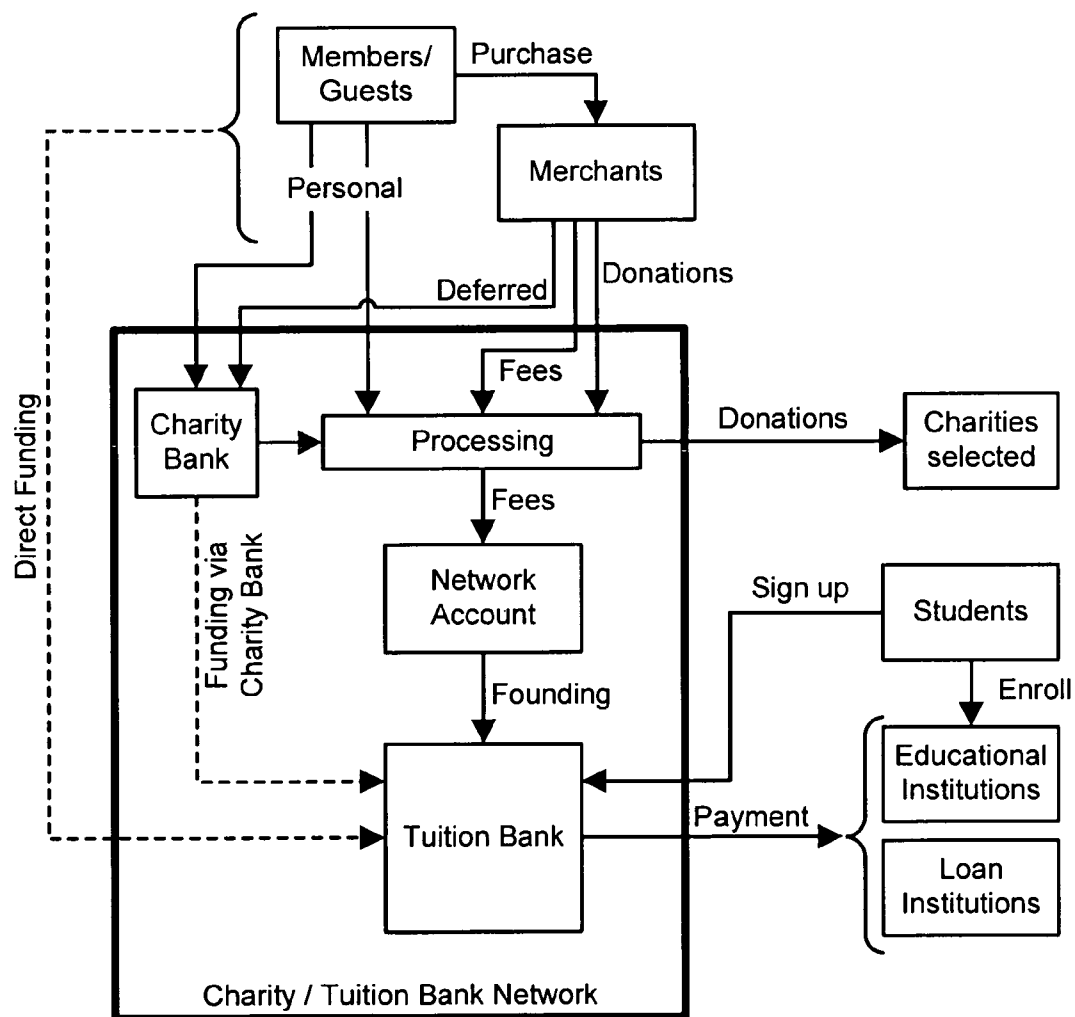 Members/
Guests
Purchase
Merchants
Personal
Deferred
Donations
Fees
Charity
Bank
Processing
Donations
Charities
selected
Direct Funding
Funding via
Charity Bank
Fees
Network
Account
Sign up
Students
Founding
Enroll
Educational
Institutions
Tuition Bank
Payment
Loan
Institutions
Charity / Tuition Bank Network